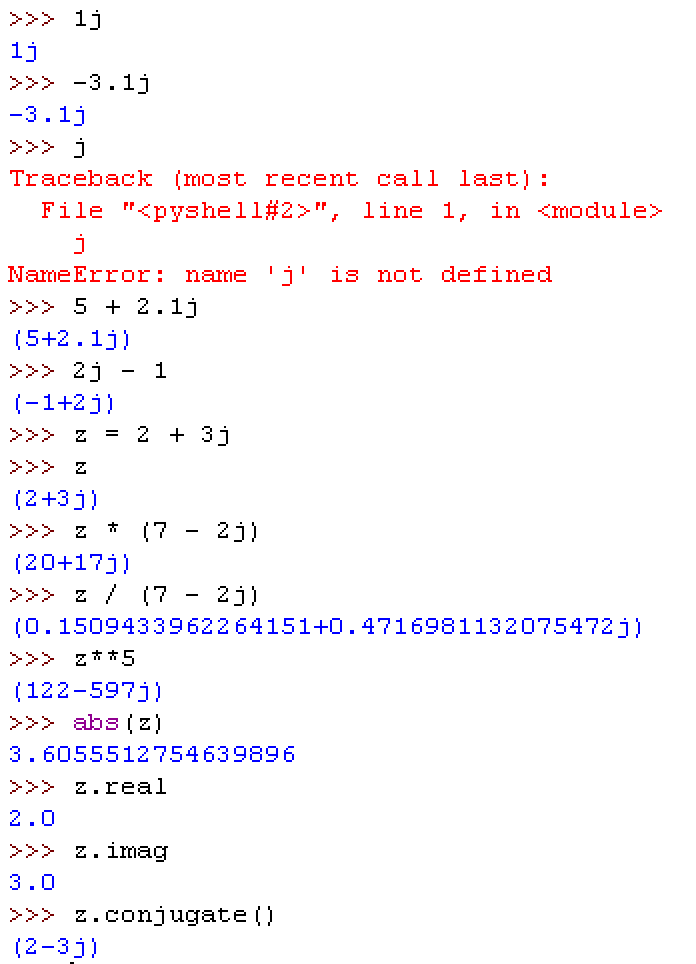 >>> 1j
1j
>>> -3.1j
-3.1j
>>> j
Traceback (most recent call last):
  File "<pyshell#2>", line 1, in <module>
    j
NameError: name 'j' is not defined
>>> 5 + 2.1j
(5+2.1j)
>>> 2j - 1
(-1+2j)
>>> z = 2 + 3j
>>> z
(2+3j)
>>> z * (7 - 2j)
(20+17j)
>>> z / (7 - 2j)
(0.1509433962264151+0.4716981132075472j)
>>> z**5
(122-597j)
>>> abs(z)
3.6055512754639896
>>> z.real
2.0
>>> z.imag
3.0
>>> z.conjugate()
(2-3j)